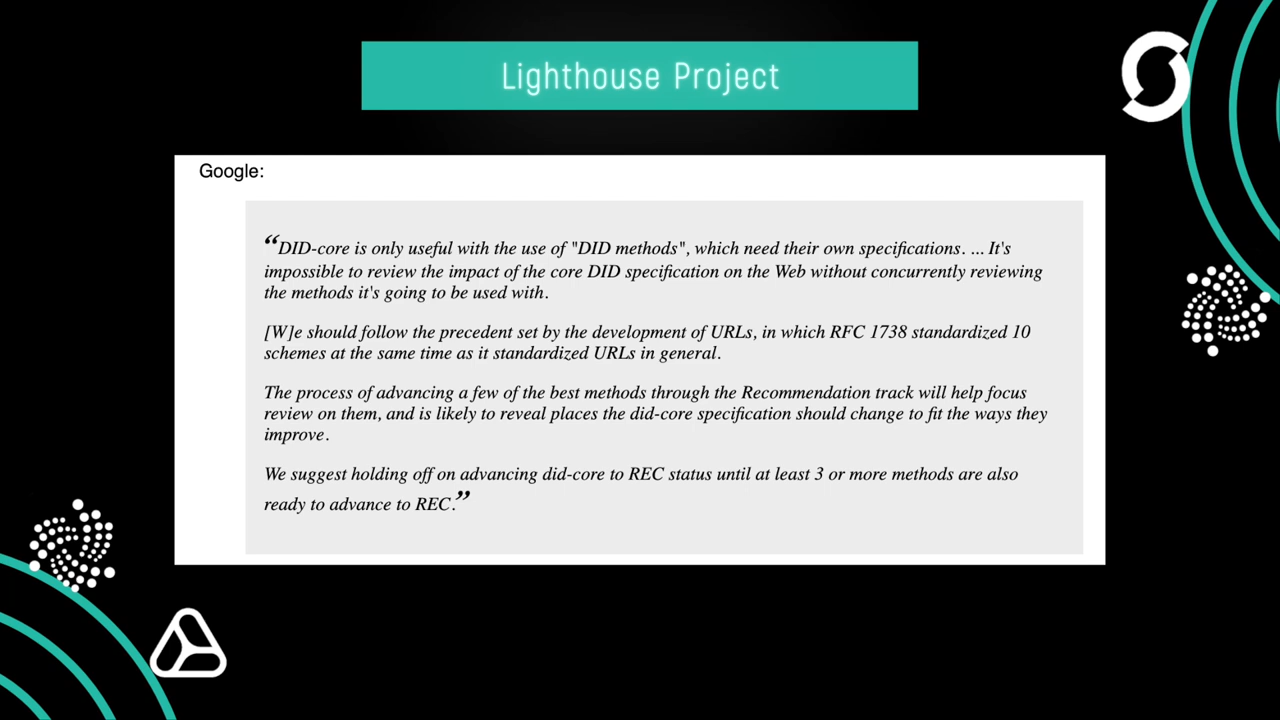 Lighthouse Project
Google:
“DID-core is only useful with the use of "DID methods", which need their own specifications. ... It's
impossible to review the impact of the core DID specification on the Web without concurrently reviewing
the methods it's going to be used with.
[W]e should follow the precedent set by the development of URLs, in which RFC 1738 standardized 10
schemes at the same time as it standardized URLs in general.
The process of advancing a few of the best methods through the Recommendation track will help focus
review on them, and is likely to reveal places the did-core specification should change to fit the ways they
improve.
We suggest holding off on advancing did-core to REC status until at least 3 or more methods are also
ready to advance to REC.”